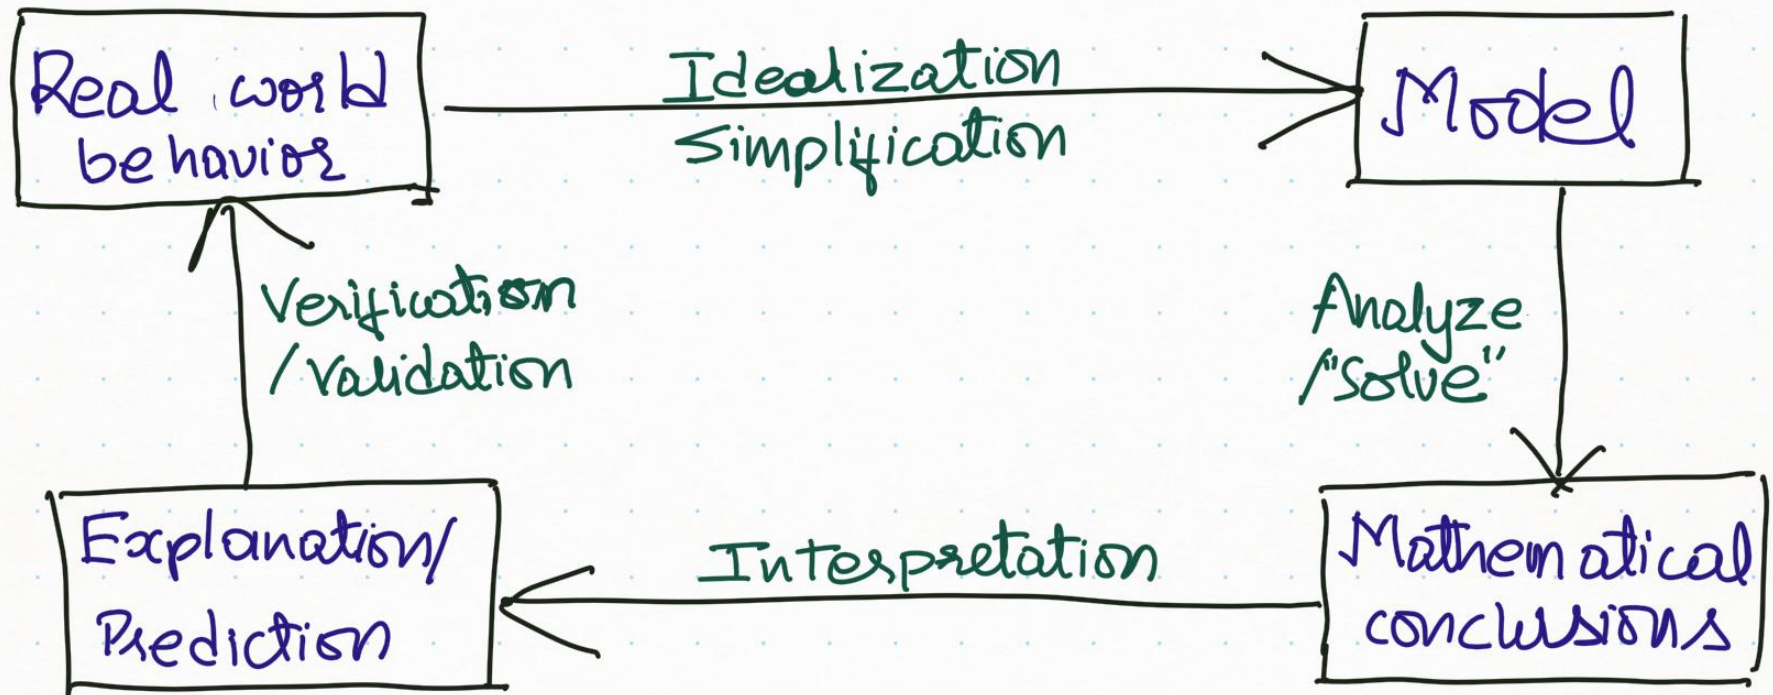 Real world
behavior
Idealization
Simplification
Model
Verification
/Validation
Analyze
/"Solve"
Explanation/
Prediction
Interpretation
Mathematical
conclusions